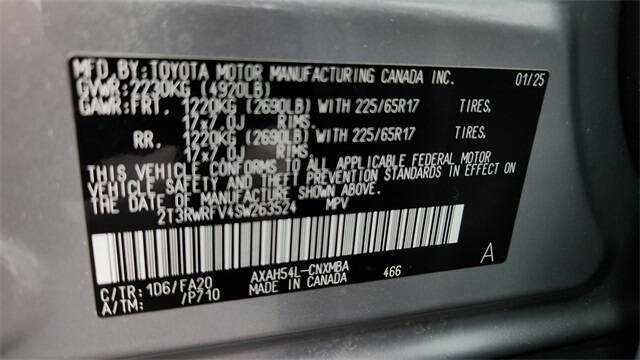 MFD.BY:TOYOTA MOTOR MANUFACTURING CANADA INC. 01/25
GVWR:2230KG (4920LB)
GAWR:FRT. 1220KG (2690LB) WITH 225/65R17 TIRES.
17x7.0J RIMS.
RR. 1220KG (2690LB) WITH 225/65R17 TIRES.
17x7.0J RIMS.
THIS VEHICLE CONFORMS TO ALL APPLICABLE FEDERAL MOTOR
VEHICLE SAFETY AND THEFT PREVENTION STANDARDS IN EFFECT ON
THE DATE OF MANUFACTURE SHOWN ABOVE.
2T3RWRFV4SW263524 MPV
C/TR:1D6/FA20 AXAH54L-CNXMBA 466 A
A/TM: /P710 MADE IN CANADA